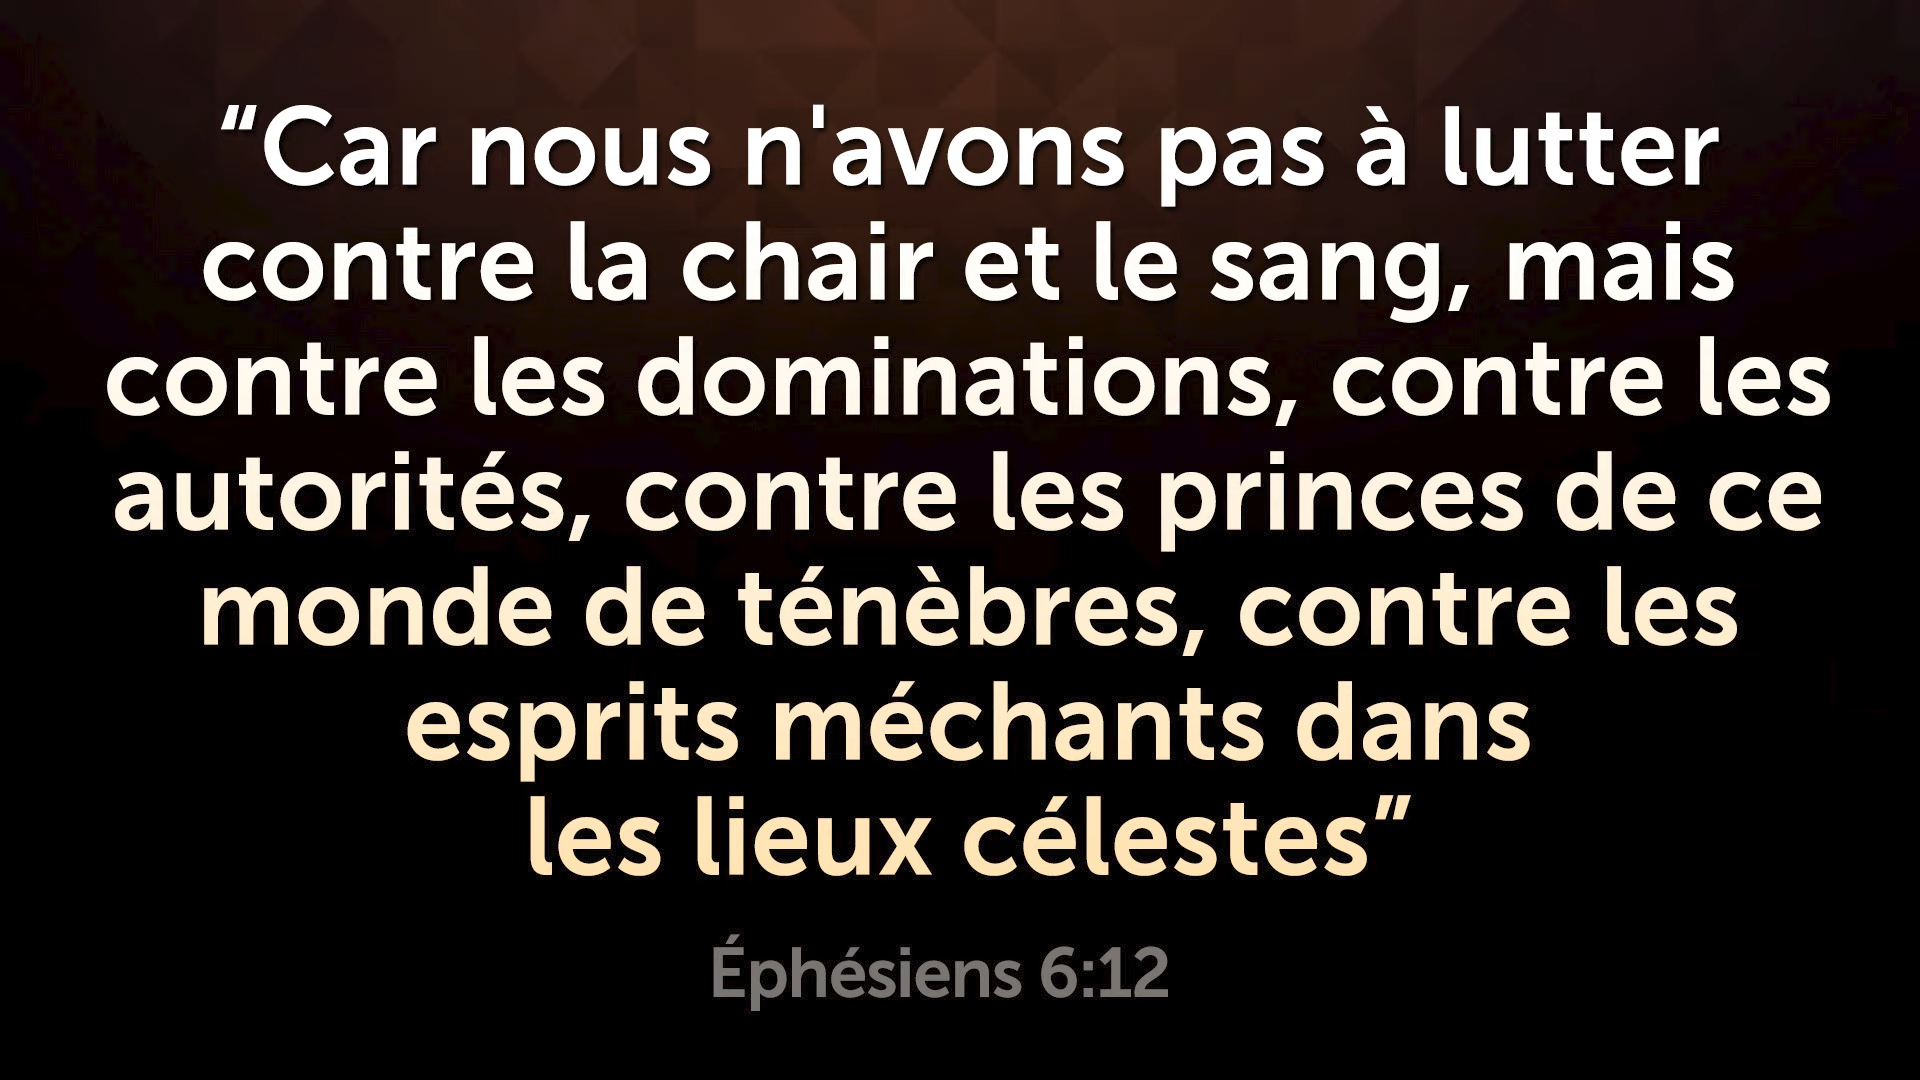 “Car nous n'avons pas à lutter
contre la chair et le sang, mais
contre les dominations, contre les
autorités, contre les princes de ce
monde de ténèbres, contre les
esprits méchants dans
les lieux célestes”
Éphésiens 6:12